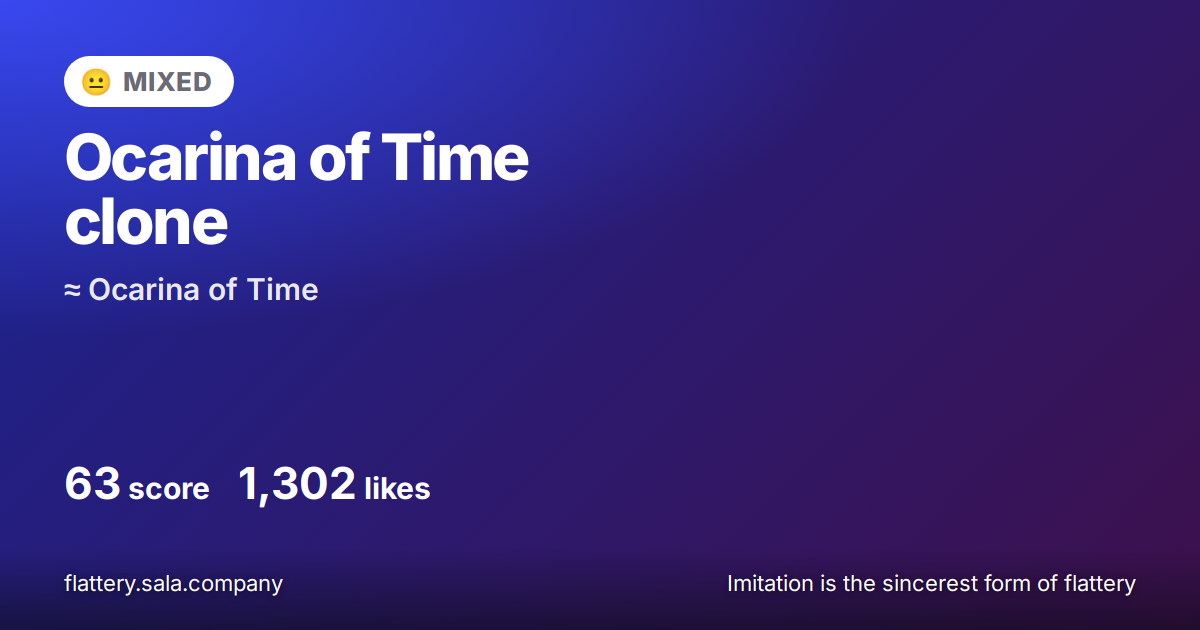 😐 MIXED
Ocarina of Time
clone
≈ Ocarina of Time
63 score 1,302 likes
flattery.sala.company
Imitation is the sincerest form of flattery